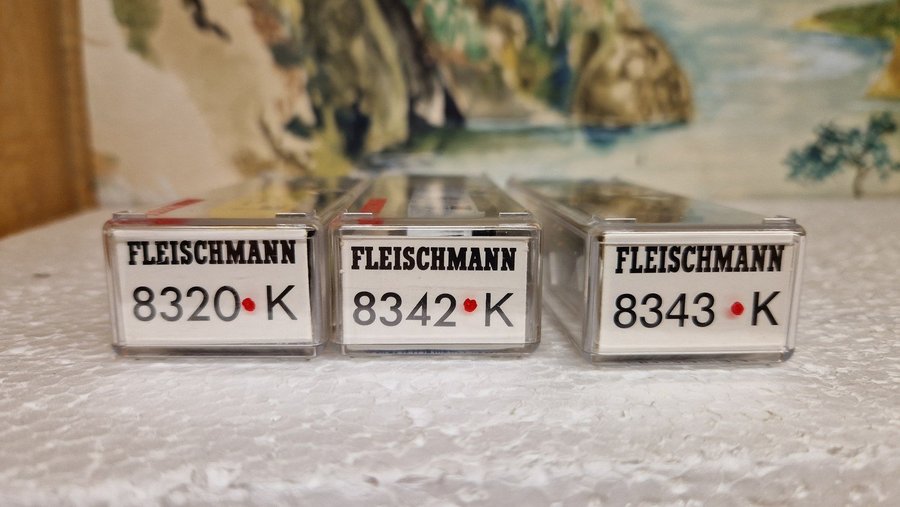 FLEISCHMANN
8320 K
FLEISCHMANN
8342 K
FLEISCHMANN
8343 K